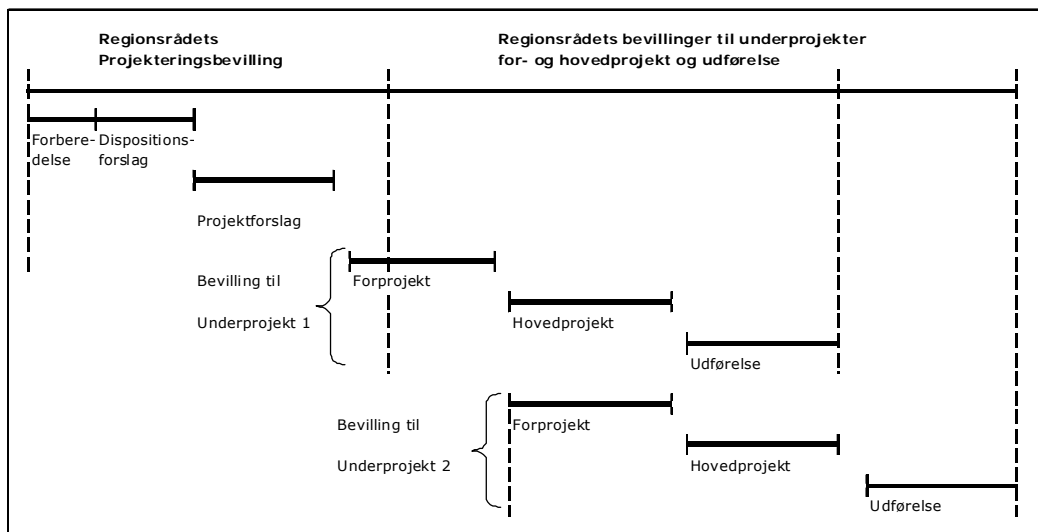 Regionsrådets
Projekteringsbevilling
Regionsrådets bevillinger til underprojekter
for- og hovedprojekt og udførelse
Forbere-
delse
Dispositions-
forslag
Projektforslag
Bevilling til
Underprojekt 1
Forprojekt
Hovedprojekt
Udførelse
Bevilling til
Underprojekt 2
Forprojekt
Hovedprojekt
Udførelse